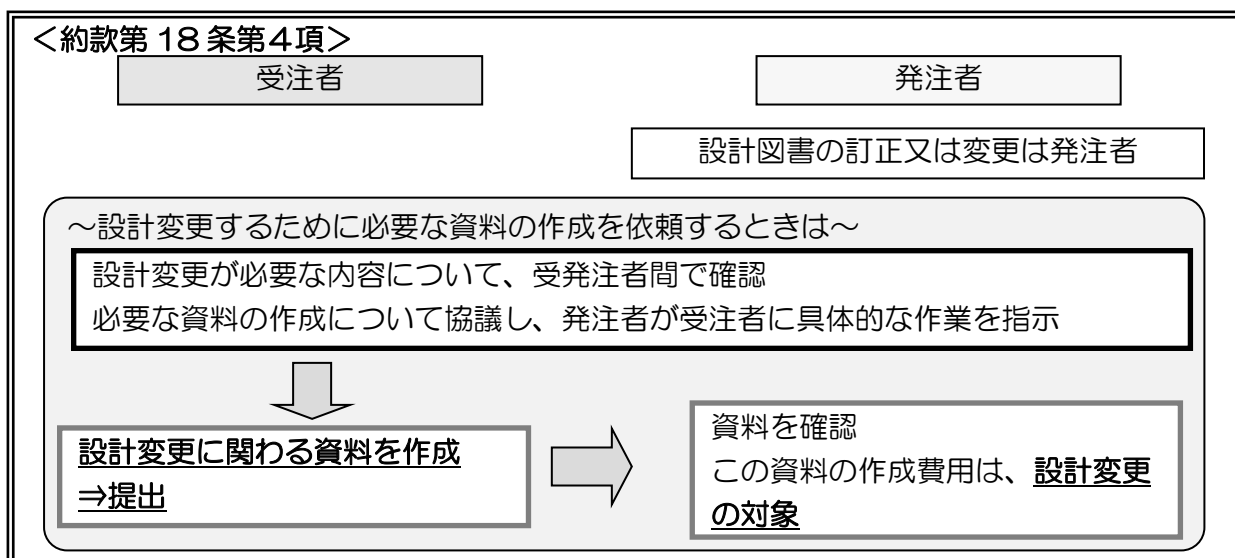 ＜約款第 18 条第４項＞
受注者
発注者
設計図書の訂正又は変更は発注者
～設計変更するために必要な資料の作成を依頼するときは～
設計変更が必要な内容について、受発注者間で確認
必要な資料の作成について協議し、発注者が受注者に具体的な作業を指示
設計変更に関わる資料を作成
⇒提出
資料を確認
この資料の作成費用は、設計変更
の対象